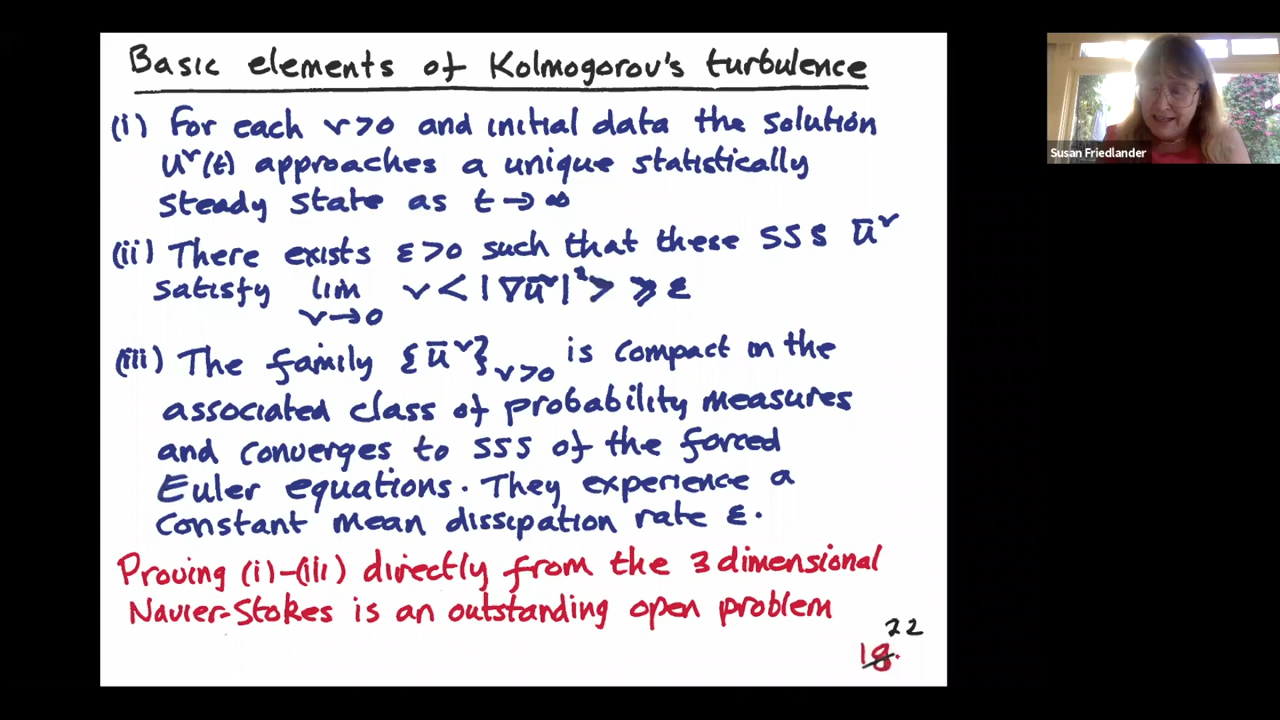 Basic elements of Kolmogorov's turbulence
(i) For each ν>0 and initial data the solution
u^ν(t) approaches a unique statistically
steady state as t → ∞
(ii) There exists ε>0 such that these SSS ū^ν
satisfy lim ν→0 ν < |∇ū^ν|² > ⩾ ε
(iii) The family {ū^ν}_ν>0 is compact in the
associated class of probability measures
and converges to SSS of the forced
Euler equations. They experience a
constant mean dissipation rate ε.
Proving (i)-(iii) directly from the 3 dimensional
Navier-Stokes is an outstanding open problem
22
18.
Susan Friedlander